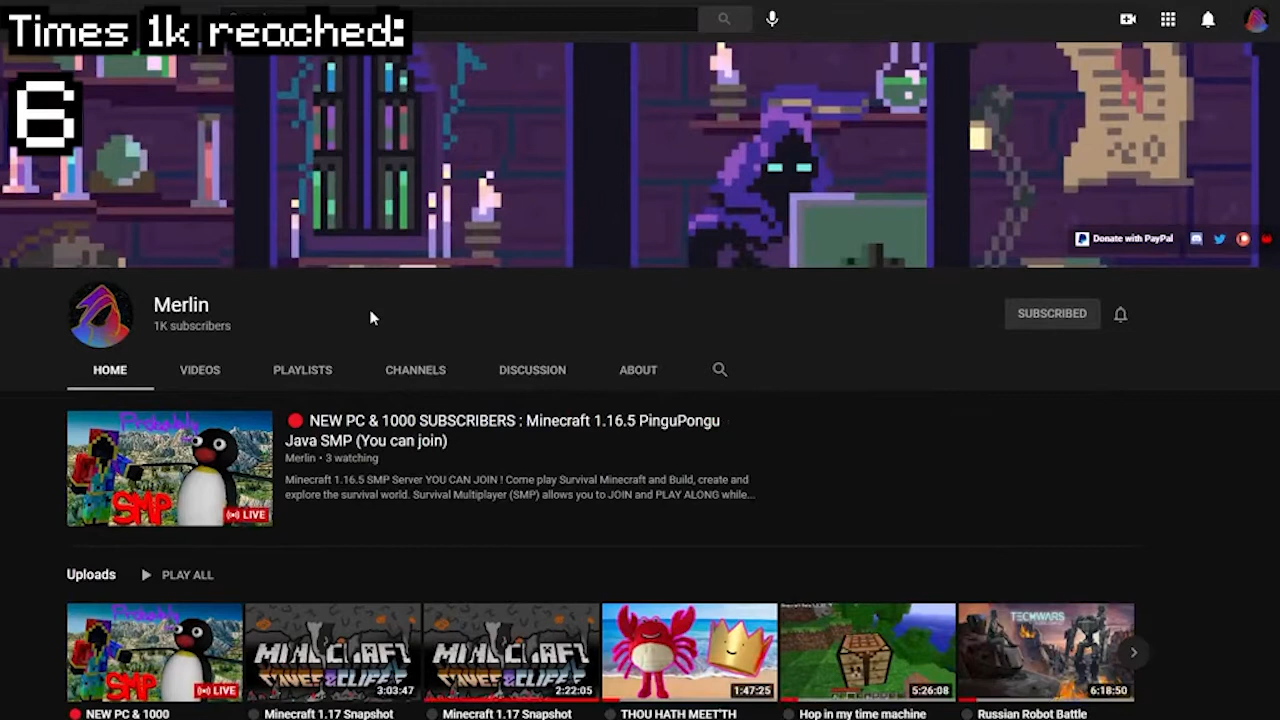 Times 1k reached:
6
Donate with PayPal
Merlin
1K subscribers
SUBSCRIBED
HOME
VIDEOS
PLAYLISTS
CHANNELS
DISCUSSION
ABOUT
Probably
SMP
LIVE
🔴 NEW PC & 1000 SUBSCRIBERS : Minecraft 1.16.5 PinguPongu
Java SMP (You can join)
Merlin • 3 watching
Minecraft 1.16.5 SMP Server YOU CAN JOIN ! Come play Survival Minecraft and Build, create and
explore the survival world. Survival Multiplayer (SMP) allows you to JOIN and PLAY ALONG while...
Uploads
PLAY ALL
Probably
SMP
LIVE
MINECRAFT
3:03:47
MINECRAFT
2:22:05
1:47:25
5:26:08
TECHWARS
6:18:50
🔴 NEW PC & 1000
Minecraft 1.17 Snapshot
Minecraft 1.17 Snapshot
THOU HATH MEET'TH
Hop in my time machine
Russian Robot Battle